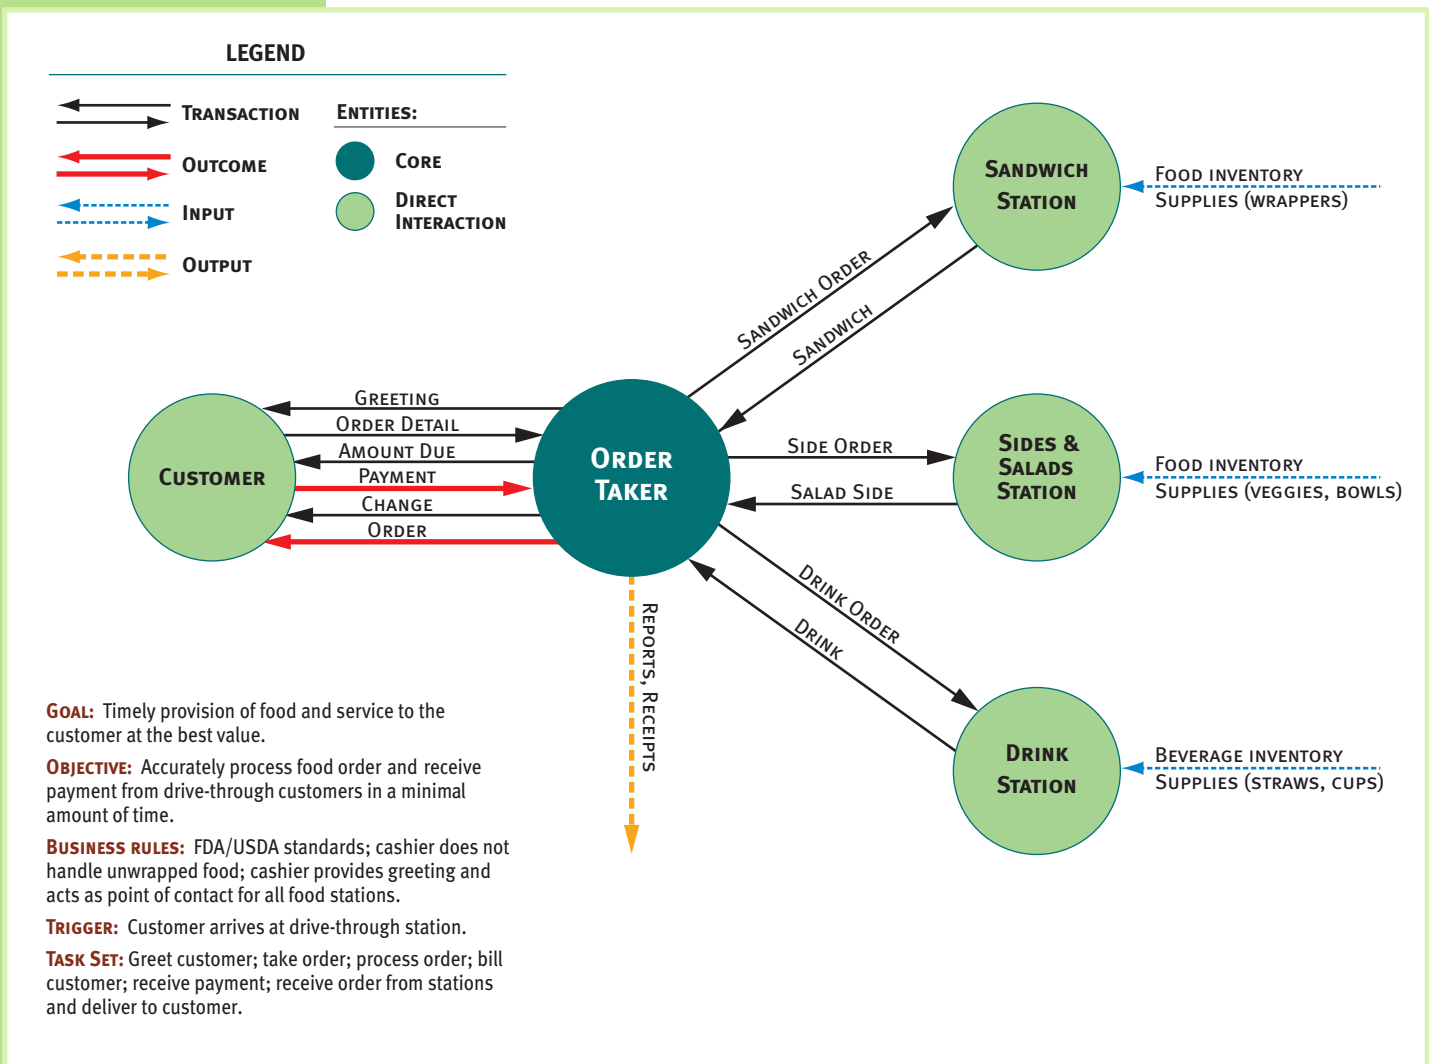 LEGEND
TRANSACTION
OUTCOME
INPUT
OUTPUT
ENTITIES:
CORE
DIRECT
INTERACTION
CUSTOMER
GREETING
ORDER DETAIL
AMOUNT DUE
PAYMENT
CHANGE
ORDER
ORDER
TAKER
SANDWICH ORDER
SANDWICH
SIDE ORDER
SALAD SIDE
DRINK ORDER
DRINK
REPORTS, RECEIPTS
SANDWICH
STATION
FOOD INVENTORY
SUPPLIES (WRAPPERS)
SIDES &
SALADS
STATION
FOOD INVENTORY
SUPPLIES (VEGGIES, BOWLS)
DRINK
STATION
BEVERAGE INVENTORY
SUPPLIES (STRAWS, CUPS)
GOAL: Timely provision of food and service to the
customer at the best value.
OBJECTIVE: Accurately process food order and receive
payment from drive-through customers in a minimal
amount of time.
BUSINESS RULES: FDA/USDA standards; cashier does not
handle unwrapped food; cashier provides greeting and
acts as point of contact for all food stations.
TRIGGER: Customer arrives at drive-through station.
TASK SET: Greet customer; take order; process order; bill
customer; receive payment; receive order from stations
and deliver to customer.